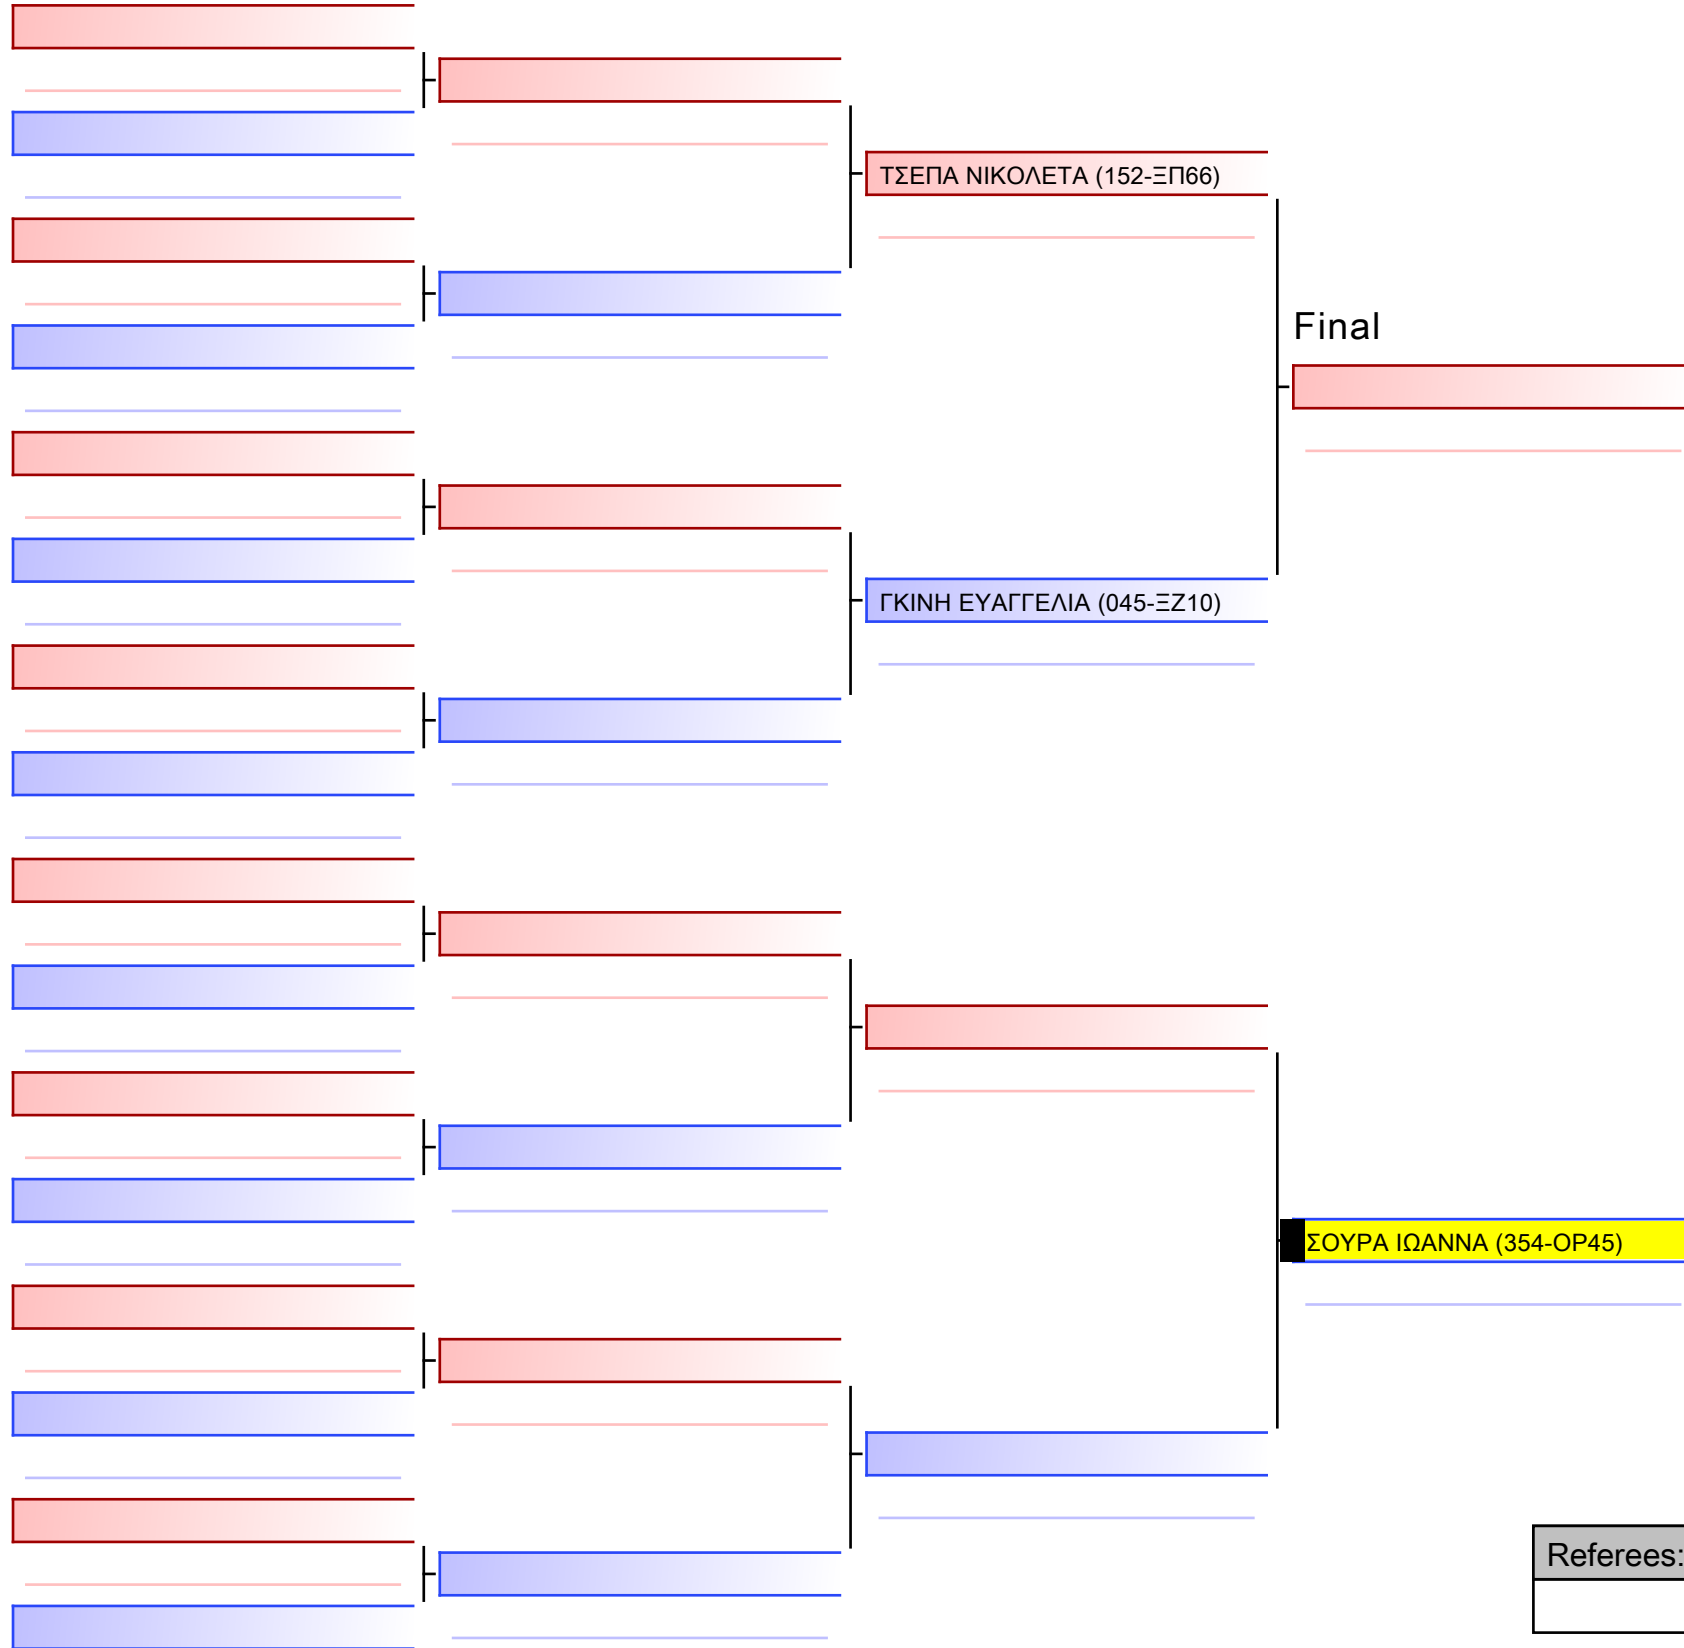 ΤΣΕΠΑ ΝΙΚΟΛΕΤΑ (152-ΞΠ66)
Final
ΓΚΙΝΗ ΕΥΑΓΓΕΛΙΑ (045-ΞΖ10)
ΣΟΥΡΑ ΙΩΑΝΝΑ (354-ΟΡ45)
Referees: